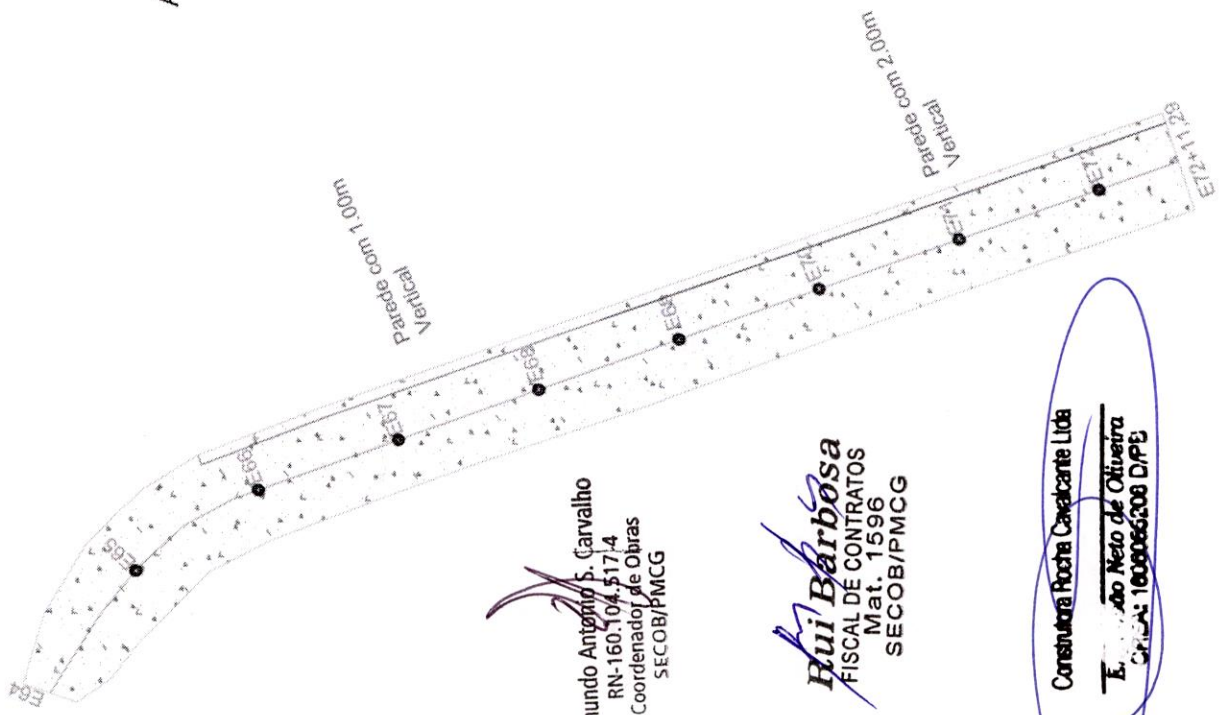 E64
E65
E66
E67
E68
E69
E70
E71
E72
E72+11,29
Parede com 1.00m
Vertical
Parede com 2.00m
Vertical
Antonio S. Carvalho
RN-160.104.517-4
Coordenador de Obras
SECOB/PMCG
Rui Barbosa
FISCAL DE CONTRATOS
Mat. 1596
SECOB/PMCG
Construtora Rocha Cavalcante Ltda
Neto de Oliveira
D/PB